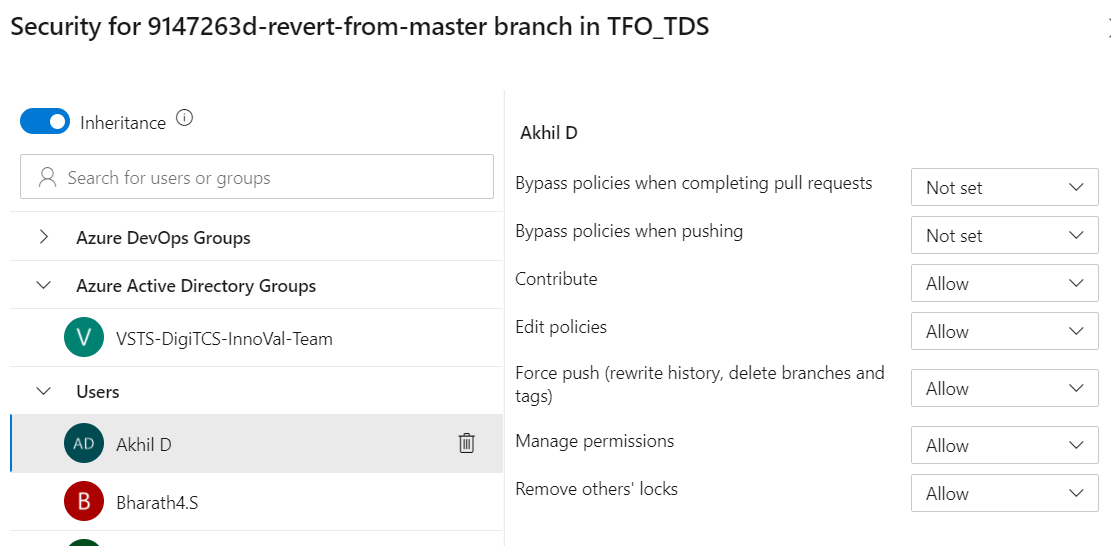 Security for 9147263d-revert-from-master branch in TFO_TDS
Inheritance
Search for users or groups
Azure DevOps Groups
Azure Active Directory Groups
V VSTS-DigiTCS-InnoVal-Team
Users
AD Akhil D
B Bharath4.S
Akhil D
Bypass policies when completing pull requests Not set
Bypass policies when pushing Not set
Contribute Allow
Edit policies Allow
Force push (rewrite history, delete branches and
tags) Allow
Manage permissions Allow
Remove others' locks Allow